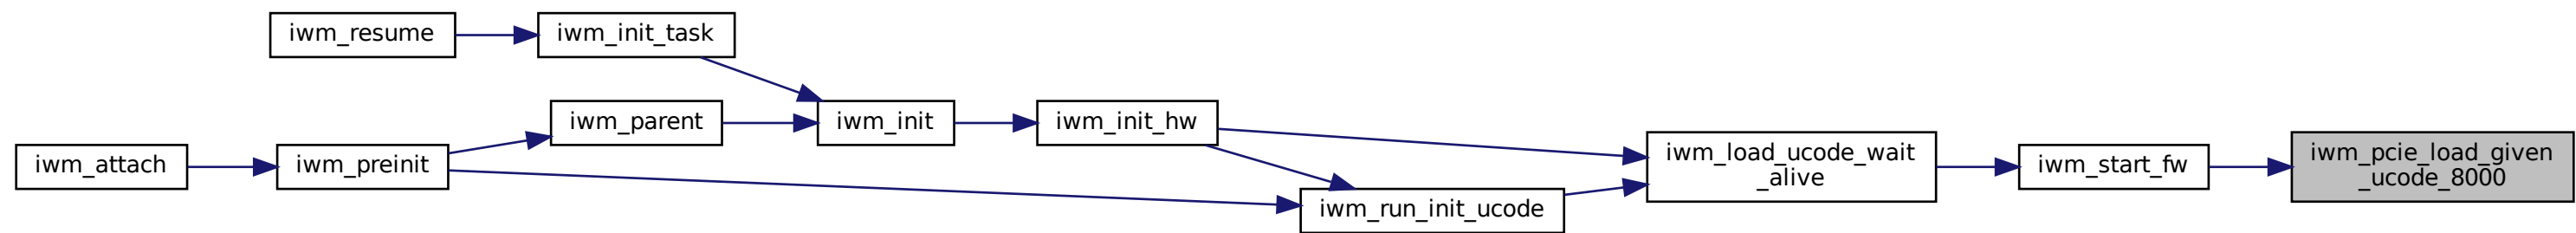 iwm_resume
iwm_init_task
iwm_parent
iwm_init
iwm_init_hw
iwm_attach
iwm_preinit
iwm_load_ucode_wait
_alive
iwm_start_fw
iwm_pcie_load_given
_ucode_8000
iwm_run_init_ucode